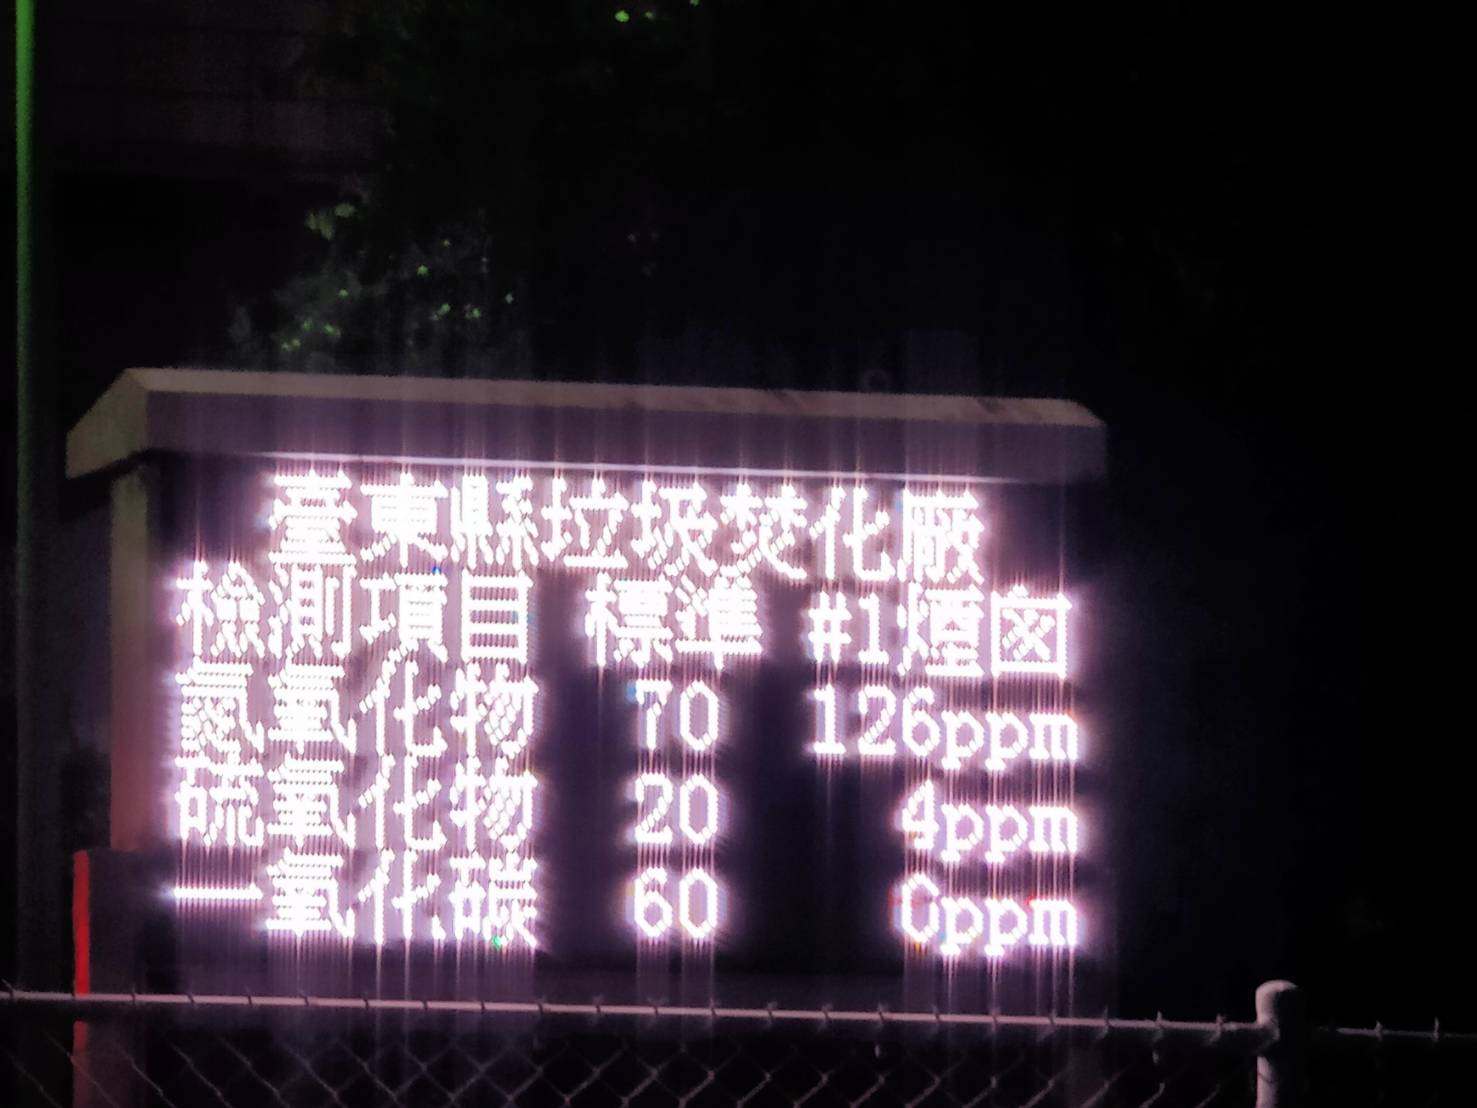 臺東縣垃圾焚化廠
檢測項目 標準 #1煙囪
氮氧化物 70 126ppm
硫氧化物 20 4ppm
一氧化碳 60 6ppm